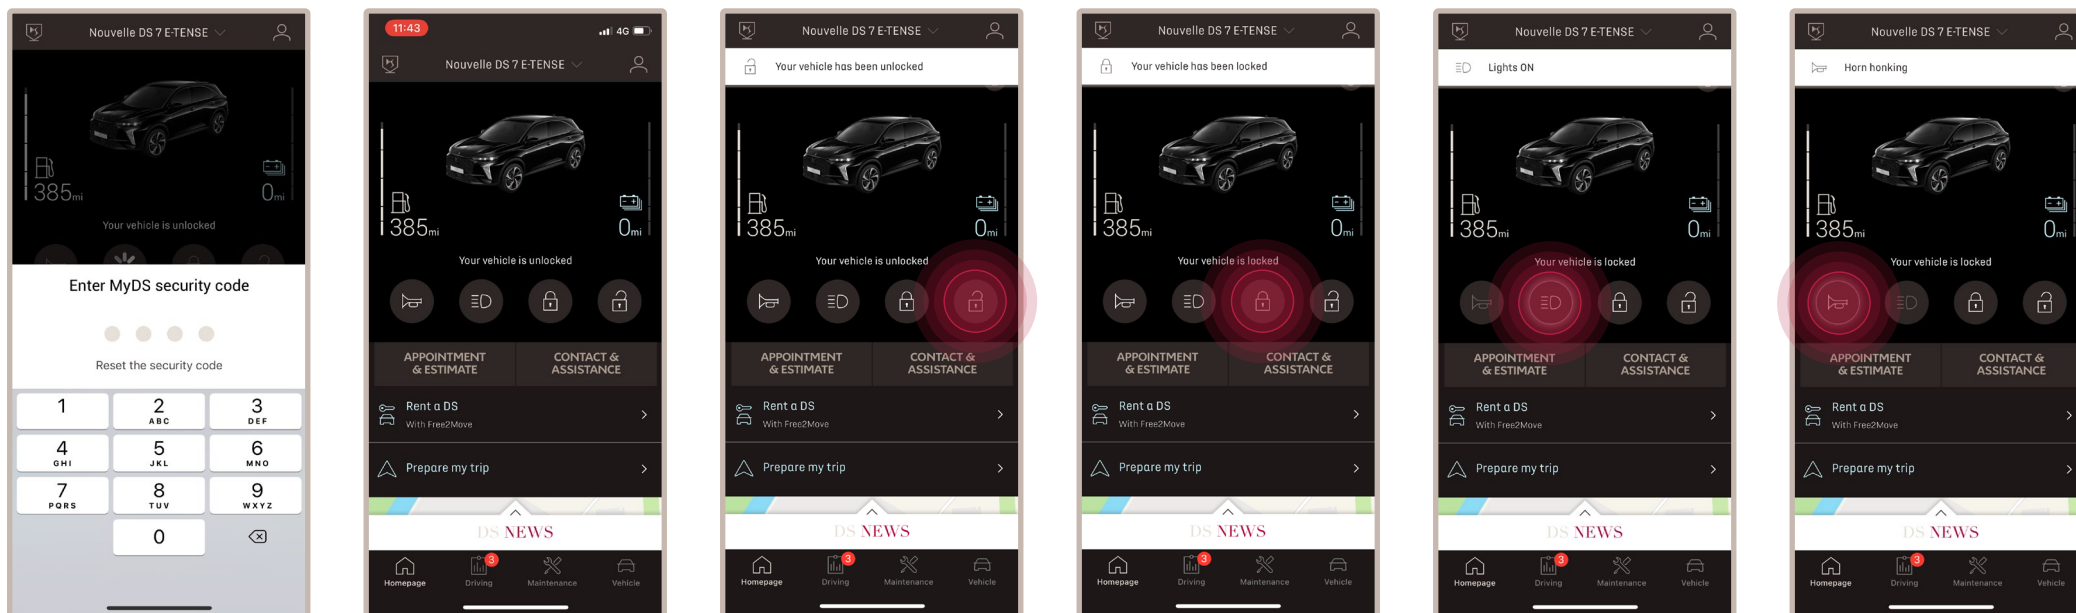 Nouvelle DS 7 E-TENSE
385mi
0mi
Your vehicle is unlocked
Enter MyDS security code
Reset the security code
1
2
ABC
3
DEF
4
GHI
5
JKL
6
MNO
7
PQRS
8
TUV
9
WXYZ
0
11:43
4G
Nouvelle DS 7 E-TENSE
385mi
0mi
Your vehicle is unlocked
APPOINTMENT
& ESTIMATE
CONTACT &
ASSISTANCE
Rent a DS
With Free2Move
Prepare my trip
DS NEWS
3
Homepage
Driving
Maintenance
Vehicle
Nouvelle DS 7 E-TENSE
Your vehicle has been unlocked
385mi
0mi
Your vehicle is unlocked
APPOINTMENT
& ESTIMATE
CONTACT &
ASSISTANCE
Rent a DS
With Free2Move
Prepare my trip
DS NEWS
3
Homepage
Driving
Maintenance
Vehicle
Nouvelle DS 7 E-TENSE
Your vehicle has been locked
385mi
0mi
Your vehicle is locked
APPOINTMENT
& ESTIMATE
CONTACT &
ASSISTANCE
Rent a DS
With Free2Move
Prepare my trip
DS NEWS
3
Homepage
Driving
Maintenance
Vehicle
Nouvelle DS 7 E-TENSE
Lights ON
385mi
0mi
Your vehicle is locked
APPOINTMENT
& ESTIMATE
CONTACT &
ASSISTANCE
Rent a DS
With Free2Move
Prepare my trip
DS NEWS
3
Homepage
Driving
Maintenance
Vehicle
Nouvelle DS 7 E-TENSE
Horn honking
385mi
0mi
Your vehicle is locked
APPOINTMENT
& ESTIMATE
CONTACT &
ASSISTANCE
Rent a DS
With Free2Move
Prepare my trip
DS NEWS
3
Homepage
Driving
Maintenance
Vehicle